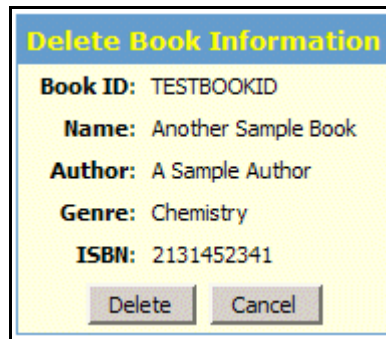 Delete Book Information
Book ID: TESTBOOKID
Name: Another Sample Book
Author: A Sample Author
Genre: Chemistry
ISBN: 2131452341
Delete Cancel